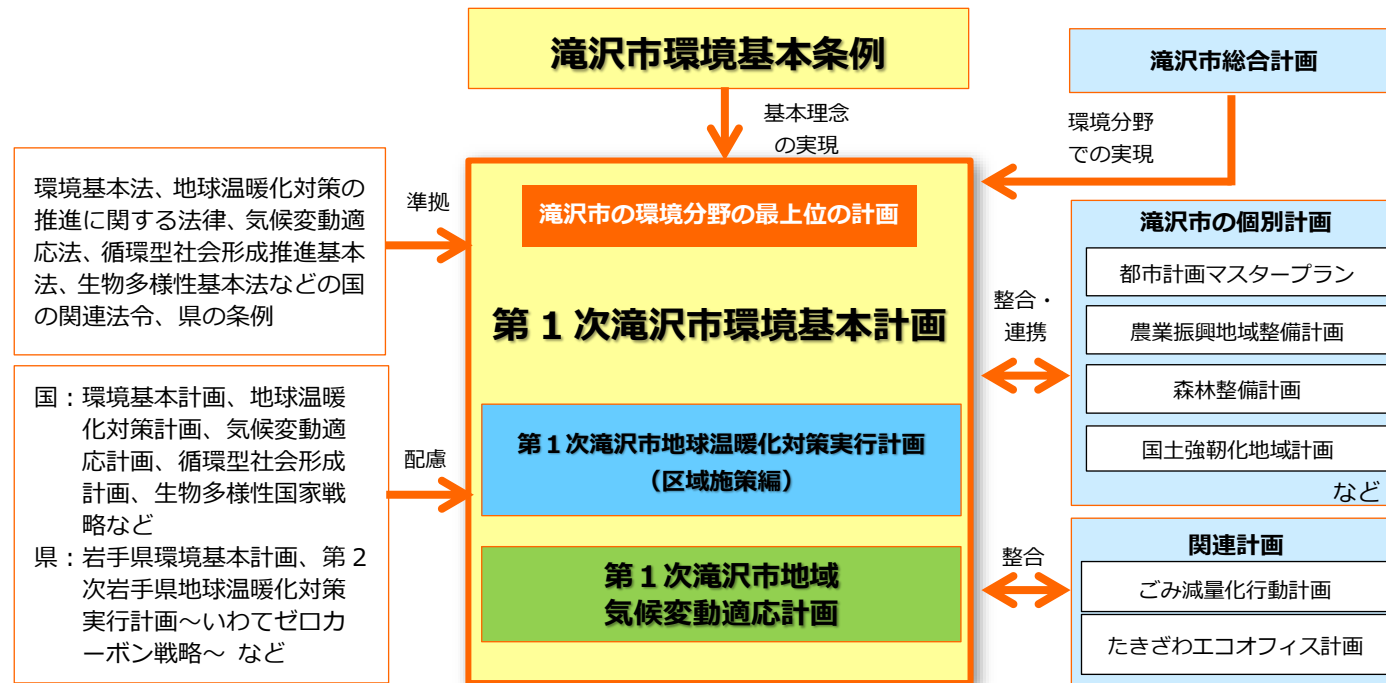 滝沢市環境基本条例
滝沢市総合計画
基本理念
の実現
環境分野
での実現
環境基本法、地球温暖化対策の
推進に関する法律、気候変動適
応法、循環型社会形成推進基本
法、生物多様性基本法などの国
の関連法令、県の条例
準拠
滝沢市の環境分野の最上位の計画
第1次滝沢市環境基本計画
整合・
連携
滝沢市の個別計画
都市計画マスタープラン
農業振興地域整備計画
森林整備計画
国土強靭化地域計画
など
国：環境基本計画、地球温暖
化対策計画、気候変動適
応計画、循環型社会形成
計画、生物多様性国家戦
略など
県：岩手県環境基本計画、第2
次岩手県地球温暖化対策
実行計画～いわてゼロカ
ーボン戦略～ など
配慮
第1次滝沢市地球温暖化対策実行計画
（区域施策編）
第1次滝沢市地域
気候変動適応計画
整合
関連計画
ごみ減量化行動計画
たきざわエコオフィス計画